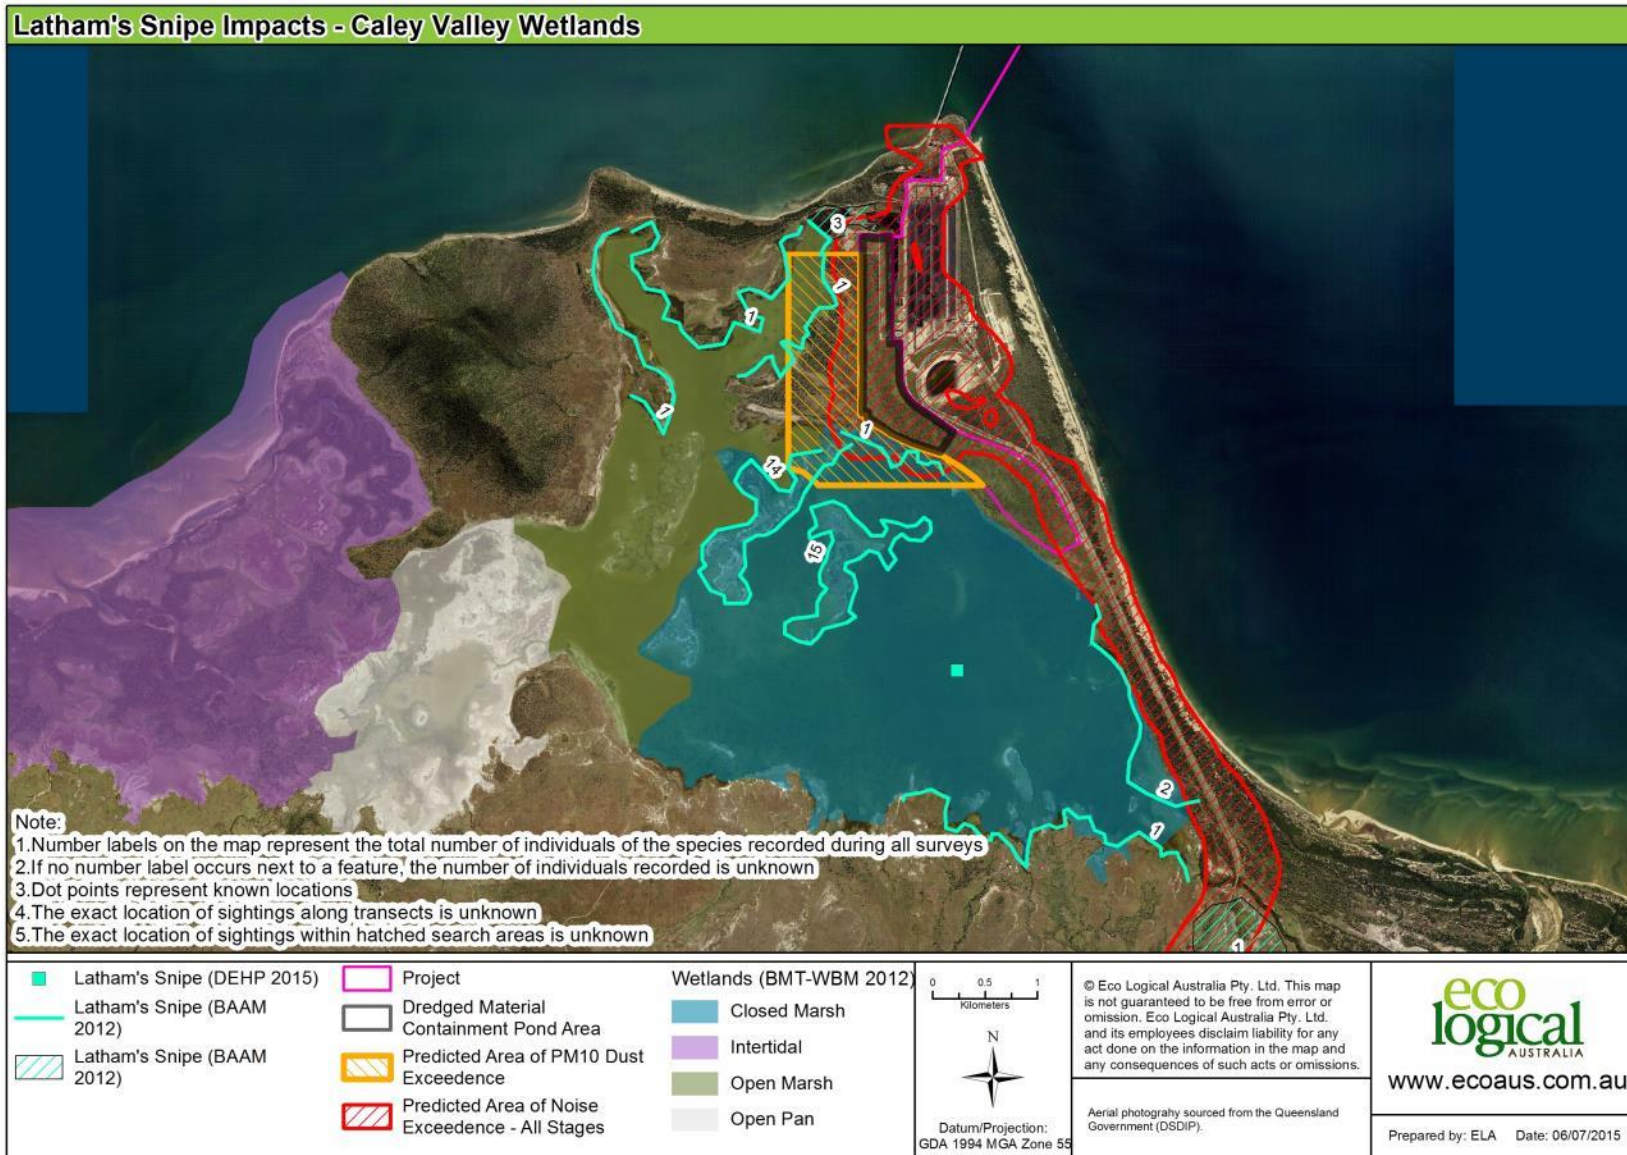 Latham's Snipe Impacts - Caley Valley Wetlands
3
1
1
1
1
14
15
2
1
Note:
1.Number labels on the map represent the total number of individuals of the species recorded during all surveys
2.If no number label occurs next to a feature, the number of individuals recorded is unknown
3.Dot points represent known locations
4.The exact location of sightings along transects is unknown
5.The exact location of sightings within hatched search areas is unknown
Latham's Snipe (DEHP 2015)
Latham's Snipe (BAAM
2012)
Latham's Snipe (BAAM
2012)
Project
Dredged Material
Containment Pond Area
Predicted Area of PM10 Dust
Exceedence
Predicted Area of Noise
Exceedence - All Stages
Wetlands (BMT-WBM 2012)
Closed Marsh
Intertidal
Open Marsh
Open Pan
0 0.5 1
Kilometers
N
Datum/Projection:
GDA 1994 MGA Zone 55
© Eco Logical Australia Pty. Ltd. This map
is not guaranteed to be free from error or
omission. Eco Logical Australia Pty. Ltd.
and its employees disclaim liability for any
act done on the information in the map and
any consequences of such acts or omissions.
Aerial photograhy sourced from the Queensland
Government (DSDIP).
eco
logical
AUSTRALIA
www.ecoaus.com.au
Prepared by: ELA Date: 06/07/2015